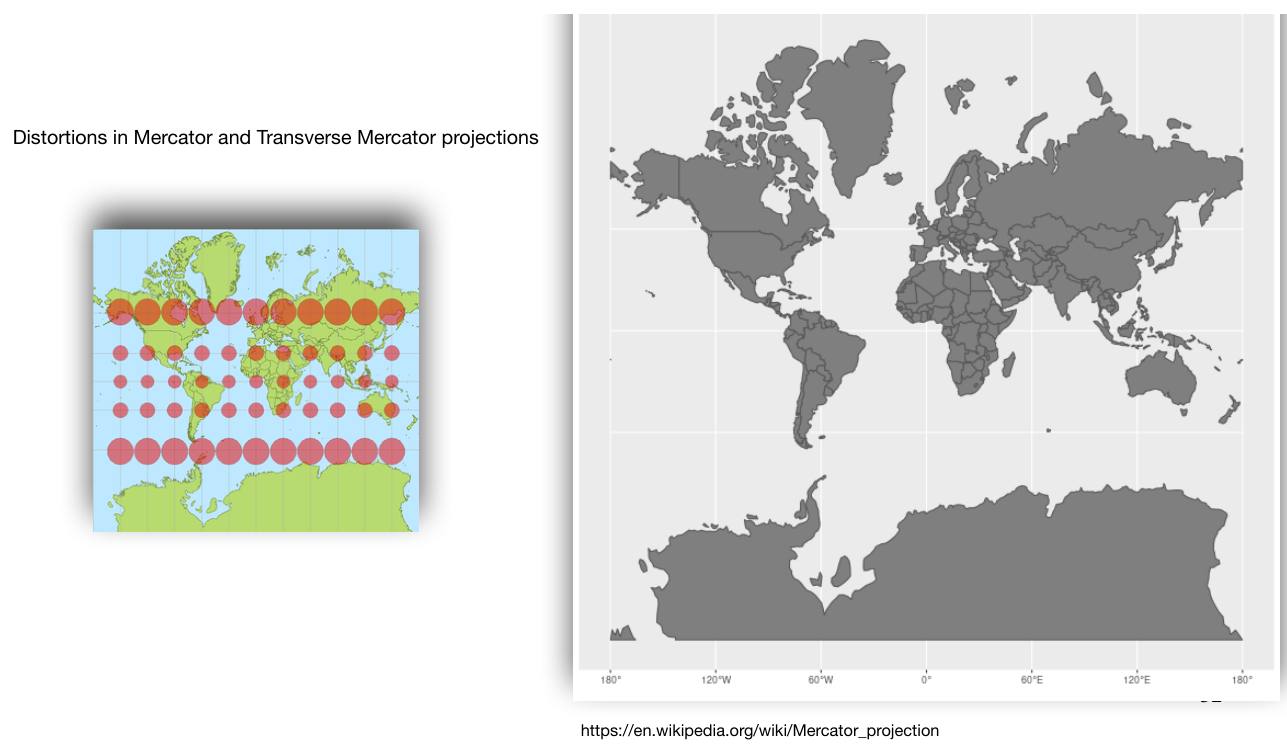 Distortions in Mercator and Transverse Mercator projections
180° 120°W 60°W 0° 60°E 120°E 180°
https://en.wikipedia.org/wiki/Mercator_projection